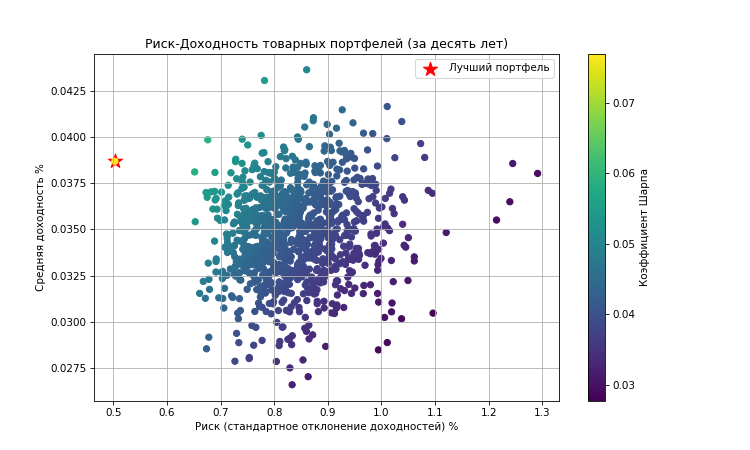 Риск-Доходность товарных портфелей (за десять лет)
Лучший портфель
0.0425
0.0400
0.0375
0.0350
0.0325
0.0300
0.0275
Средняя доходность %
0.5 0.6 0.7 0.8 0.9 1.0 1.1 1.2 1.3
Риск (стандартное отклонение доходностей) %
0.07
0.06
0.05
0.04
0.03
Коэффициент Шарпа